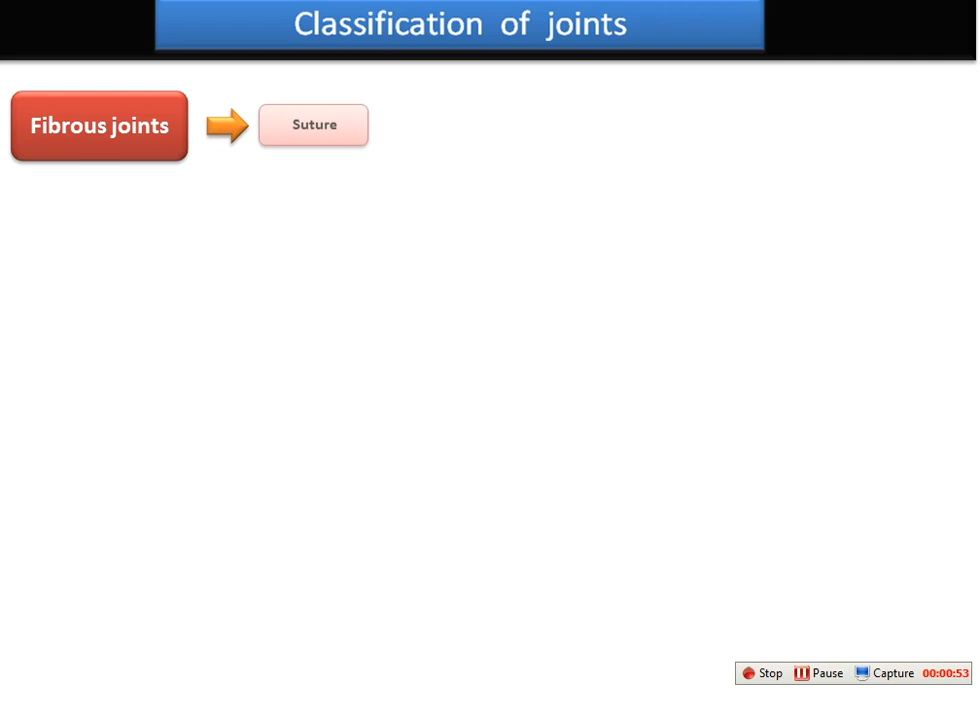 Classification of joints
Fibrous joints
Suture
Stop Pause Capture 00:00:53